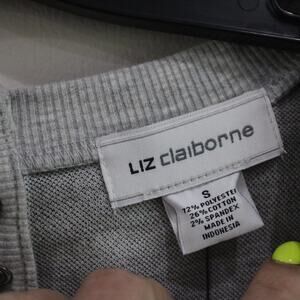 LIZ claiborne
S
72% POLYESTER
26% COTTON
2% SPANDEX
MADE IN
INDONESIA